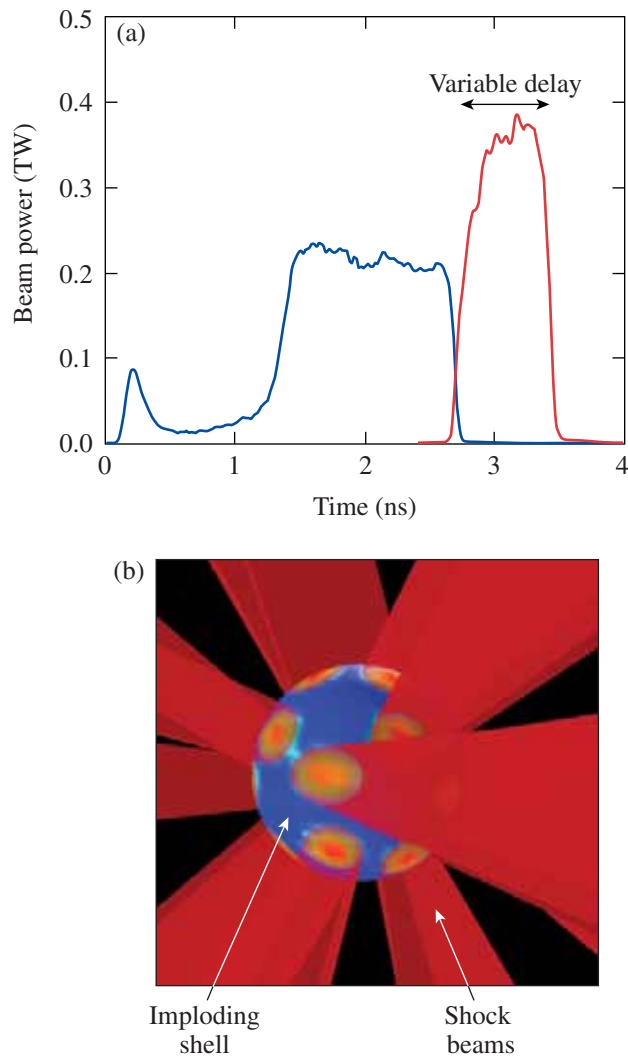 (a)
Variable delay
Beam power (TW)
0.5
0.4
0.3
0.2
0.1
0.0
0 1 2 3 4
Time (ns)
(b)
Imploding
shell
Shock
beams